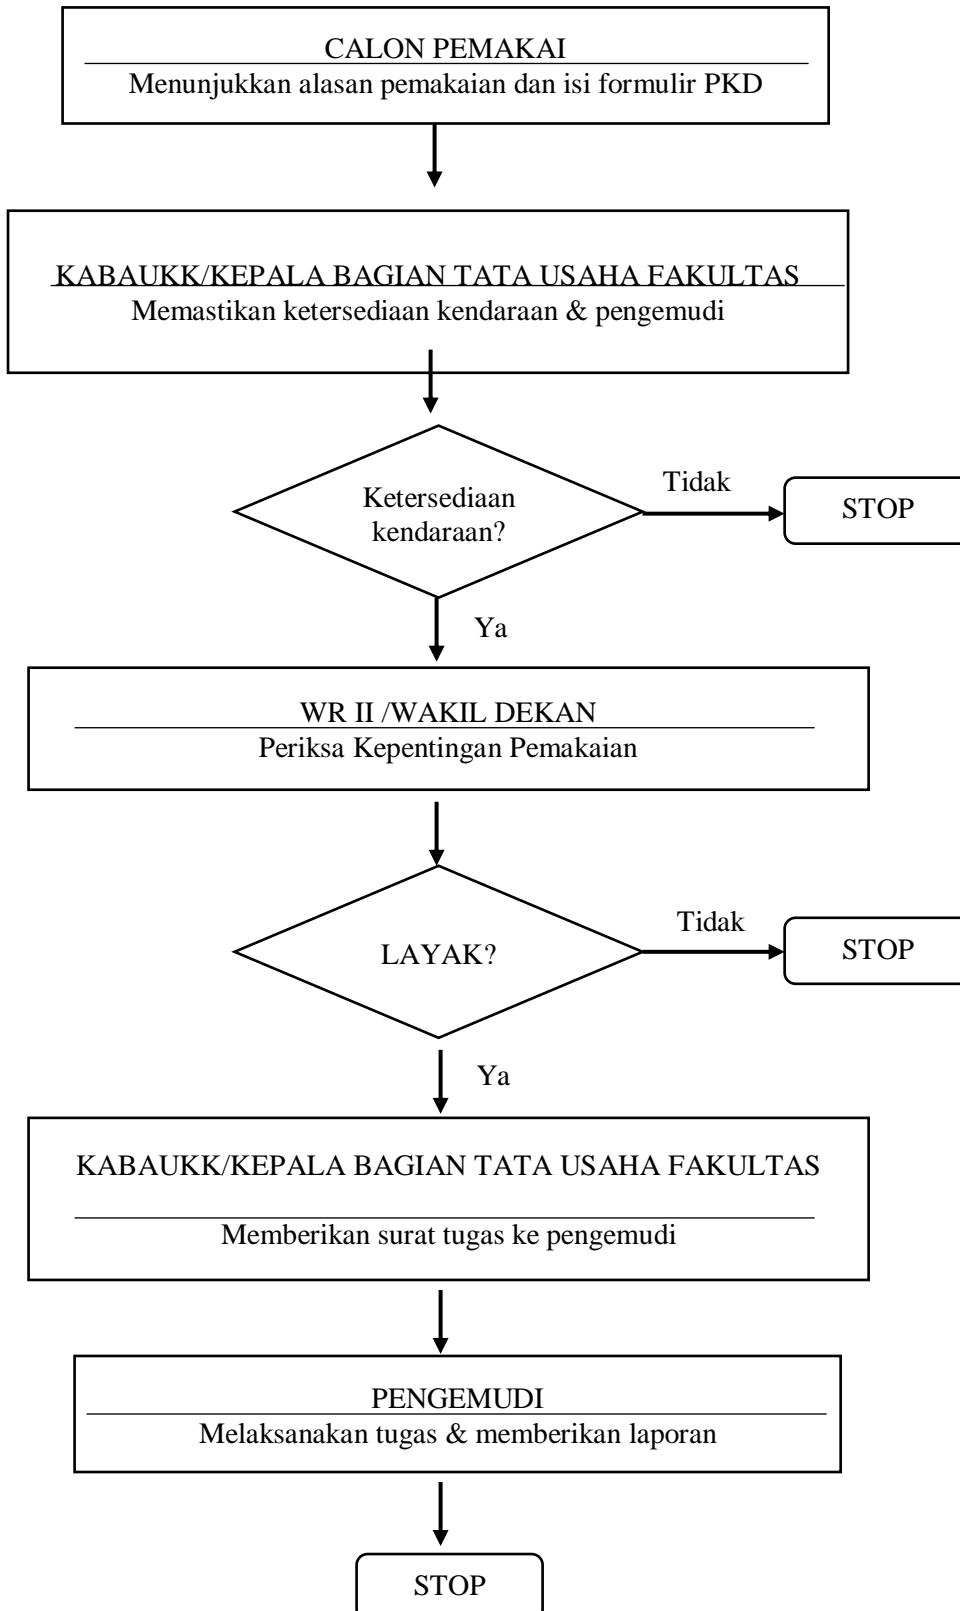 CALON PEMAKAI
Menunjukkan alasan pemakaian dan isi formulir PKD
KABAUKK/KEPALA BAGIAN TATA USAHA FAKULTAS
Memastikan ketersediaan kendaraan & pengemudi
Ketersediaan
kendaraan?
Tidak
STOP
Ya
WR II /WAKIL DEKAN
Periksa Kepentingan Pemakaian
LAYAK?
Tidak
STOP
Ya
KABAUKK/KEPALA BAGIAN TATA USAHA FAKULTAS
Memberikan surat tugas ke pengemudi
PENGEMUDI
Melaksanakan tugas & memberikan laporan
STOP